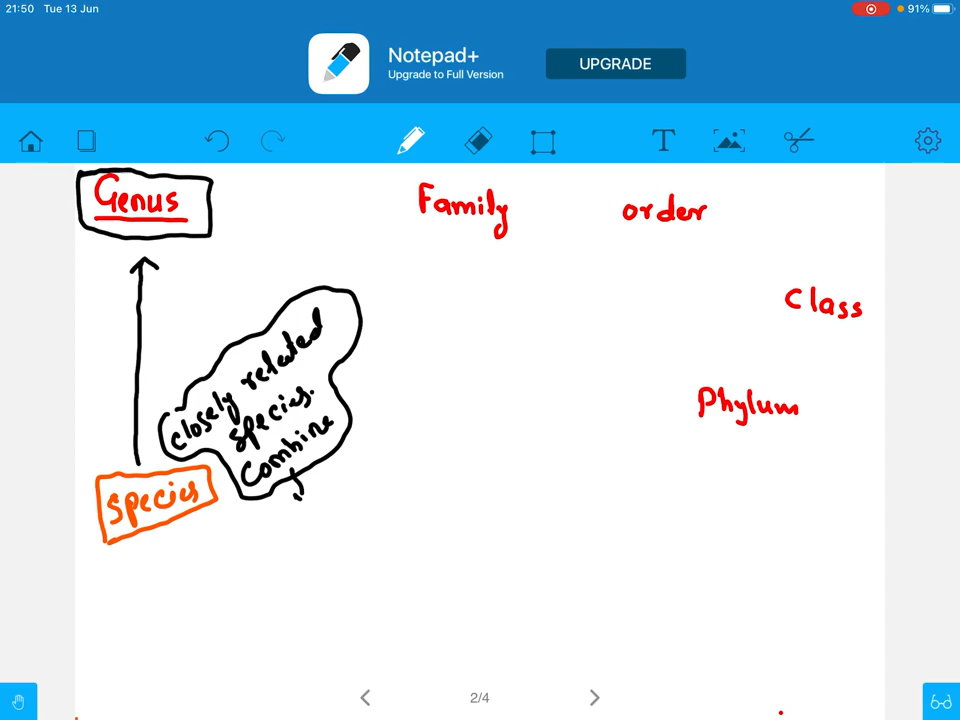 21:50 Tue 13 Jun
91%
Notepad+
Upgrade to Full Version
UPGRADE
T
Genus
Family
order
Class
Phylum
closely related
species.
combine
species
2/4